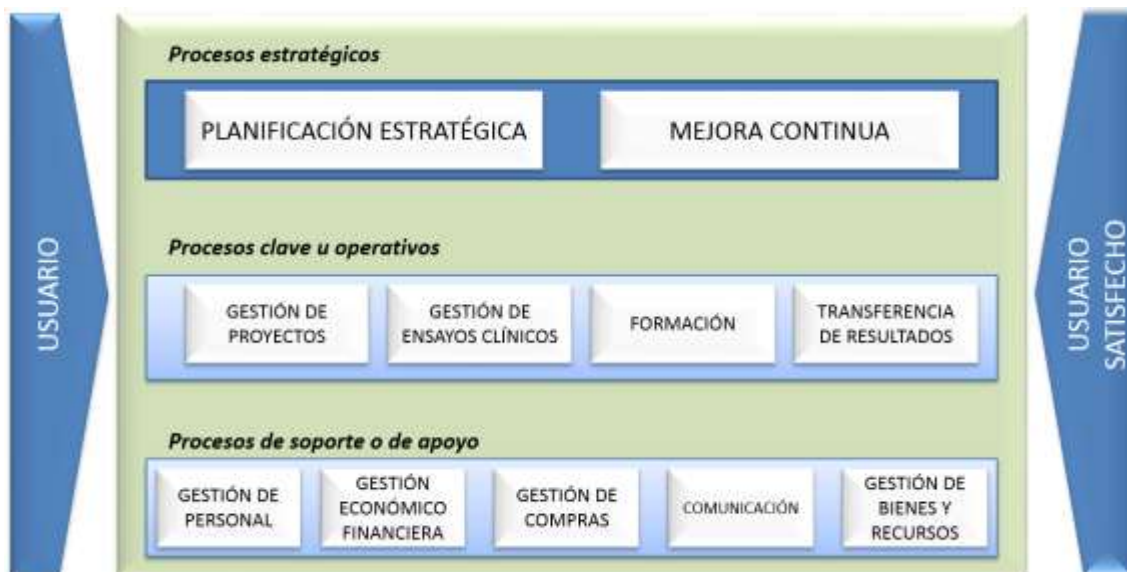 Procesos estratégicos
PLANIFICACIÓN ESTRATÉGICA
MEJORA CONTINUA
USUARIO
Procesos clave u operativos
GESTIÓN DE
PROYECTOS
GESTIÓN DE
ENSAYOS CLÍNICOS
FORMACIÓN
TRANSFERENCIA
DE RESULTADOS
USUARIO
SATISFECHO
Procesos de soporte o de apoyo
GESTIÓN DE
PERSONAL
GESTIÓN
ECONÓMICO
FINANCIERA
GESTIÓN DE
COMPRAS
COMUNICACIÓN
GESTIÓN DE
BIENES Y
RECURSOS